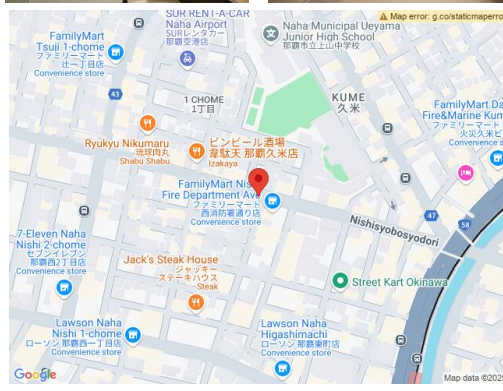 SUR RENT-A-CAR
Naha Airport
SURレンタカー
那覇空港店
Naha Municipal Ueyama
Junior High School
那覇市立上山中学校
Map error: g.co/staticmaperro
FamilyMart
Tsuji 1-chome
ファミリーマート
辻一丁目店
Convenience store
43
1 CHOME
1丁目
KUME
久米
FamilyMart Da
Fire&Marine Kum
ファミリーマート
火災久米ビ
Convenience s
Ryukyu Nikumaru
琉球肉丸
Shabu Shabu
ビンビール酒場
韋駄天 那覇久米店
Izakaya
FamilyMart Nis
Fire Department Ave
ファミリーマート
西消防署通り店
Convenience store
47
58
Nishisyobosyodori
7-Eleven Naha
Nishi 2-chome
セブンイレブン
那覇西2丁目店
Convenience store
Jack's Steak House
ジャッキー
ステーキハウス
Steak
Street Kart Okinawa
Lawson Naha
Nishi 1-chome
ローソン 那覇西一丁目店
Convenience store
Lawson Naha
Higashimachi
ローソン 那覇東町店
Convenience store
Google
Map data ©202